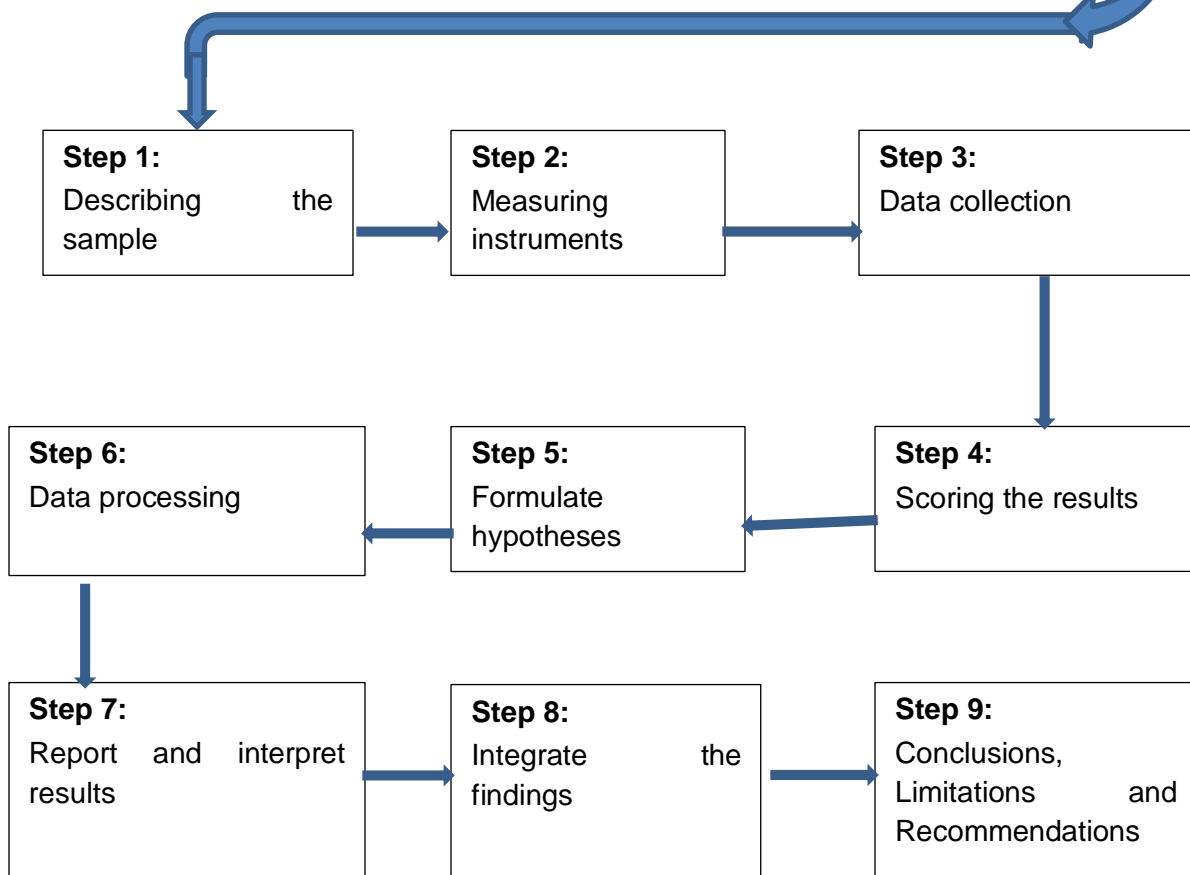 Step 1:
Describing the
sample
Step 2:
Measuring
instruments
Step 3:
Data collection
Step 4:
Scoring the results
Step 5:
Formulate
hypotheses
Step 6:
Data processing
Step 7:
Report and interpret
results
Step 8:
Integrate the
findings
Step 9:
Conclusions,
Limitations and
Recommendations